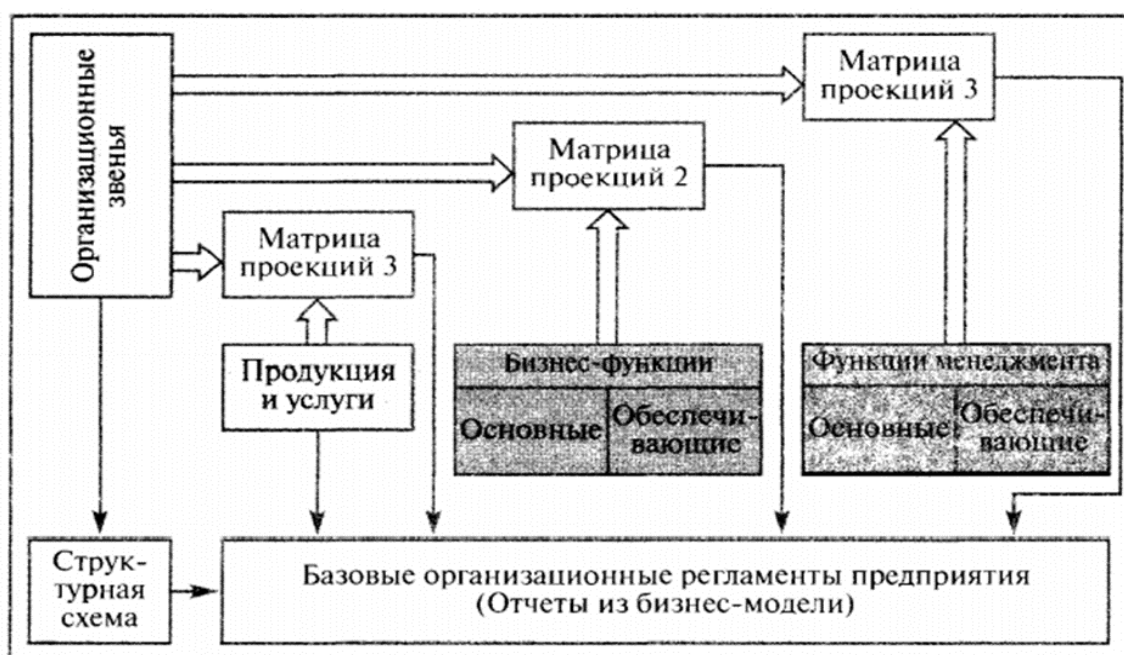 Организационные
звенья
Матрица
проекций 3
Матрица
проекций 2
Матрица
проекций 3
Продукция
и услуги
Бизнес-функции
Основные
Обеспечи-
вающие
Функции менеджмента
Основные
Обеспечи-
вающие
Струк-
турная
схема
Базовые организационные регламенты предприятия
(Отчеты из бизнес-модели)